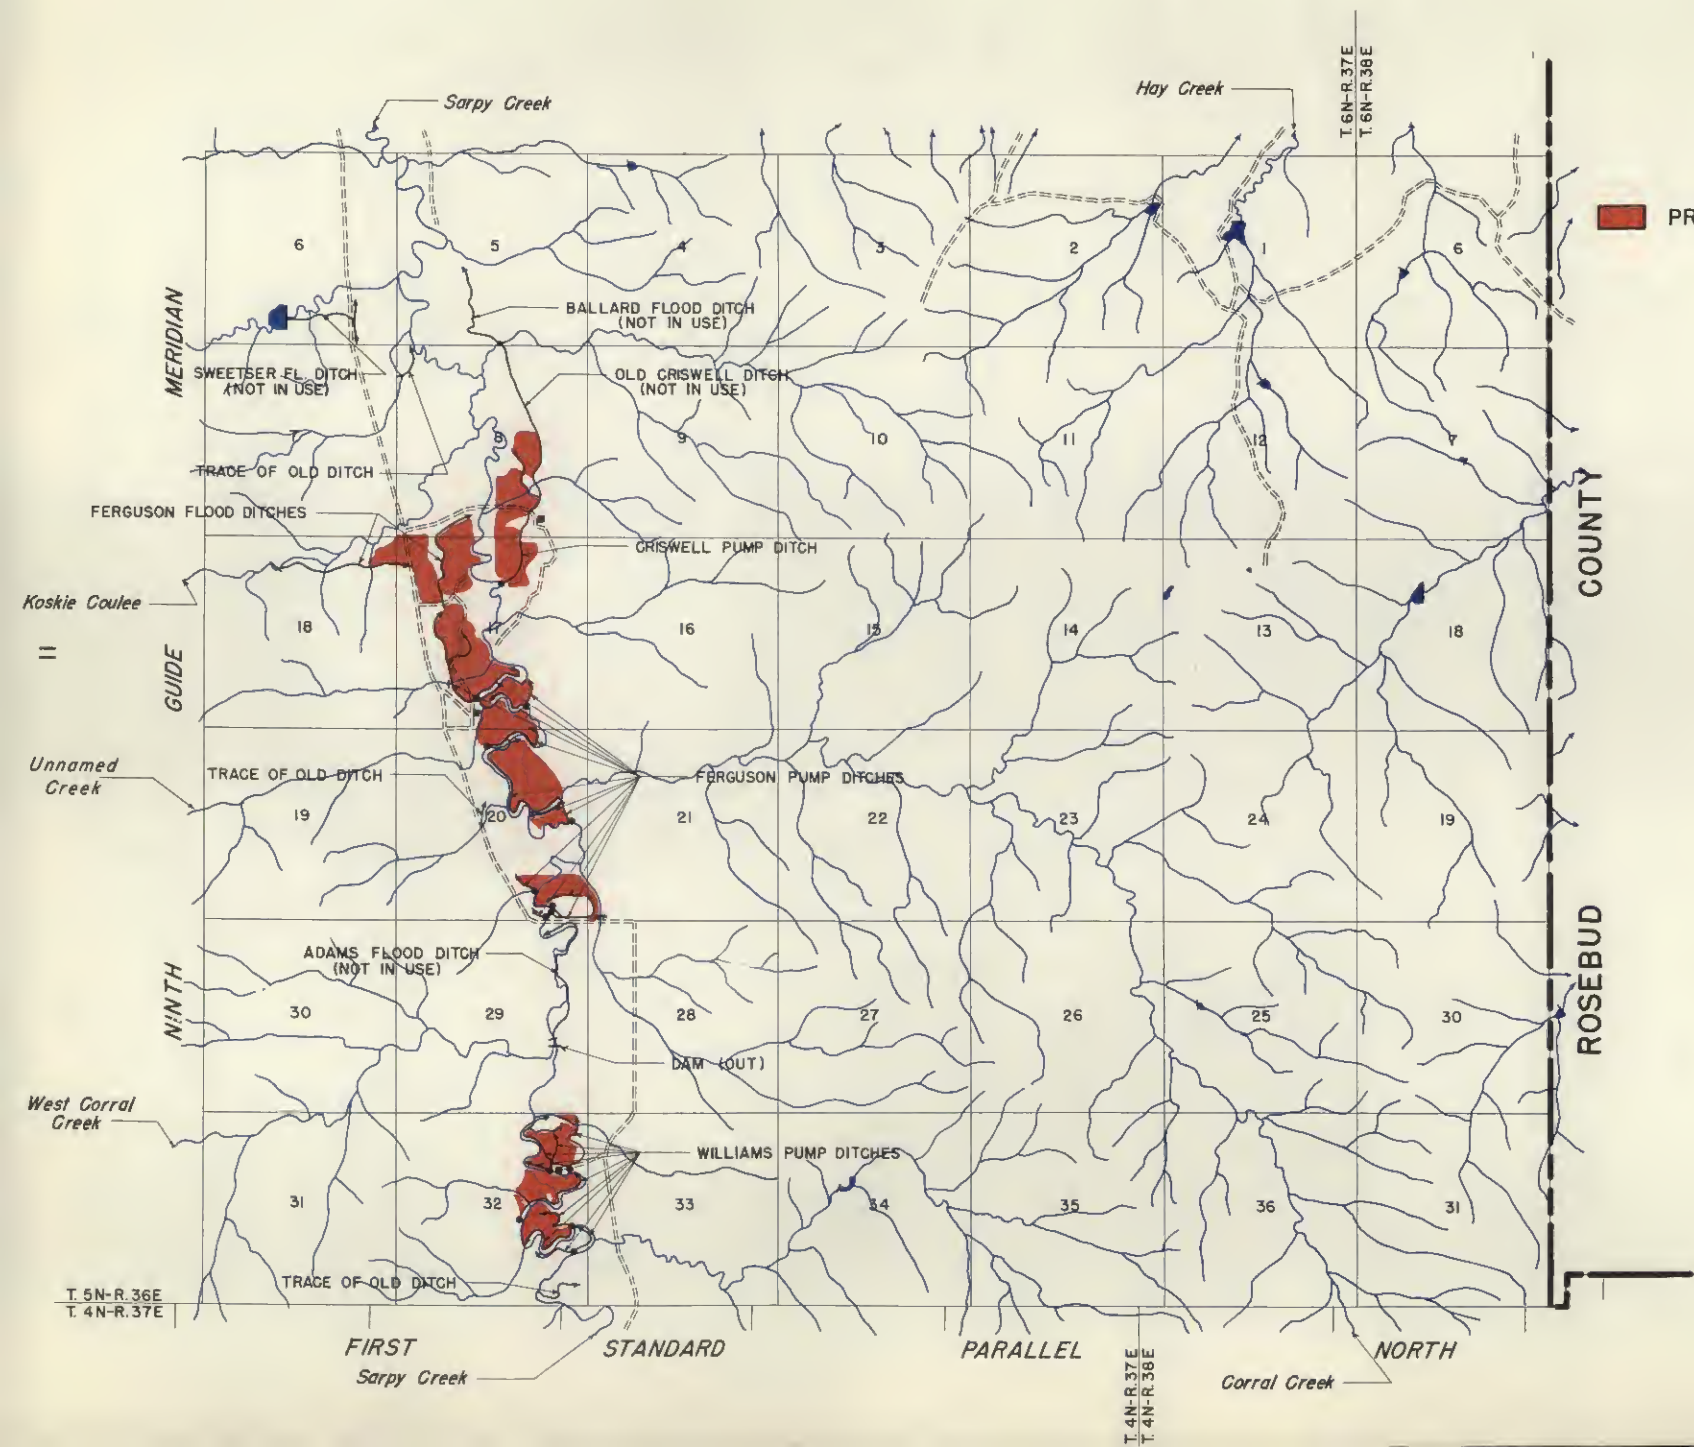 T. 6N-R.37E
T. 6N-R.38E
Sarpy Creek
Hay Creek
PR
6
5
4
3
2
1
6
MERIDIAN
BALLARD FLOOD DITCH
(NOT IN USE)
SWEETSER FL. DITCH
(NOT IN USE)
OLD CRISWELL DITCH
(NOT IN USE)
7
8
9
10
11
12
7
TRACE OF OLD DITCH
FERGUSON FLOOD DITCHES
CRISWELL PUMP DITCH
COUNTY
Koskie Coulee
18
17
16
15
14
13
18
=
GUIDE
Unnamed
Creek
TRACE OF OLD DITCH
FERGUSON PUMP DITCHES
19
20
21
22
23
24
19
ADAMS FLOOD DITCH
(NOT IN USE)
NINTH
ROSEBUD
30
29
28
27
26
25
30
DAM (OUT)
West Corral
Creek
WILLIAMS PUMP DITCHES
31
32
33
34
35
36
31
TRACE OF OLD DITCH
T. 5N-R.36E
T. 4N-R.37E
FIRST STANDARD PARALLEL NORTH
Sarpy Creek
T. 4N-R.37E
T. 4N-R.38E
Corral Creek